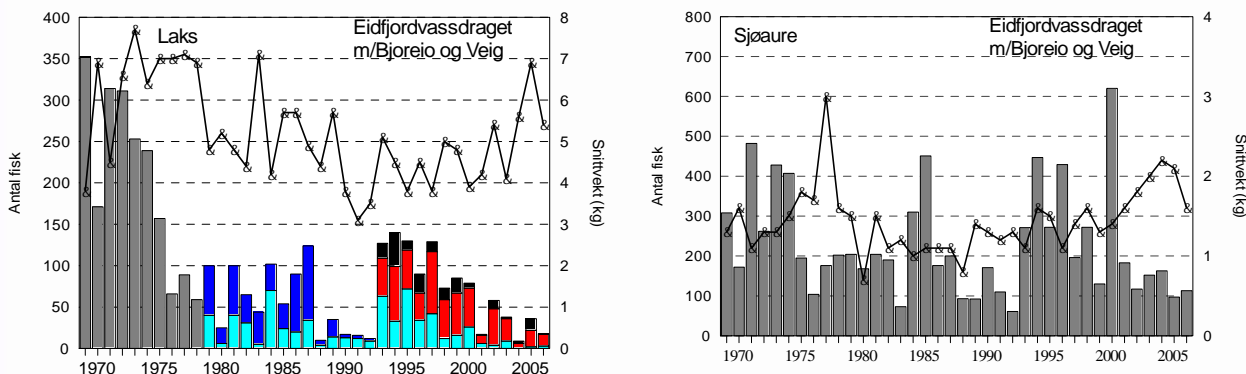 Laks
Eidfjordvassdraget
m/Bjoreio og Veig
Antal fisk
400
350
300
250
200
150
100
50
0
8
7
6
5
4
3
2
1
0
Snittvekt (kg)
1970 1975 1980 1985 1990 1995 2000 2005
Sjøaure
Eidfjordvassdraget
m/Bjoreio og Veig
Antal fisk
800
700
600
500
400
300
200
100
0
4
3
2
1
0
Snittvekt (kg)
1970 1975 1980 1985 1990 1995 2000 2005